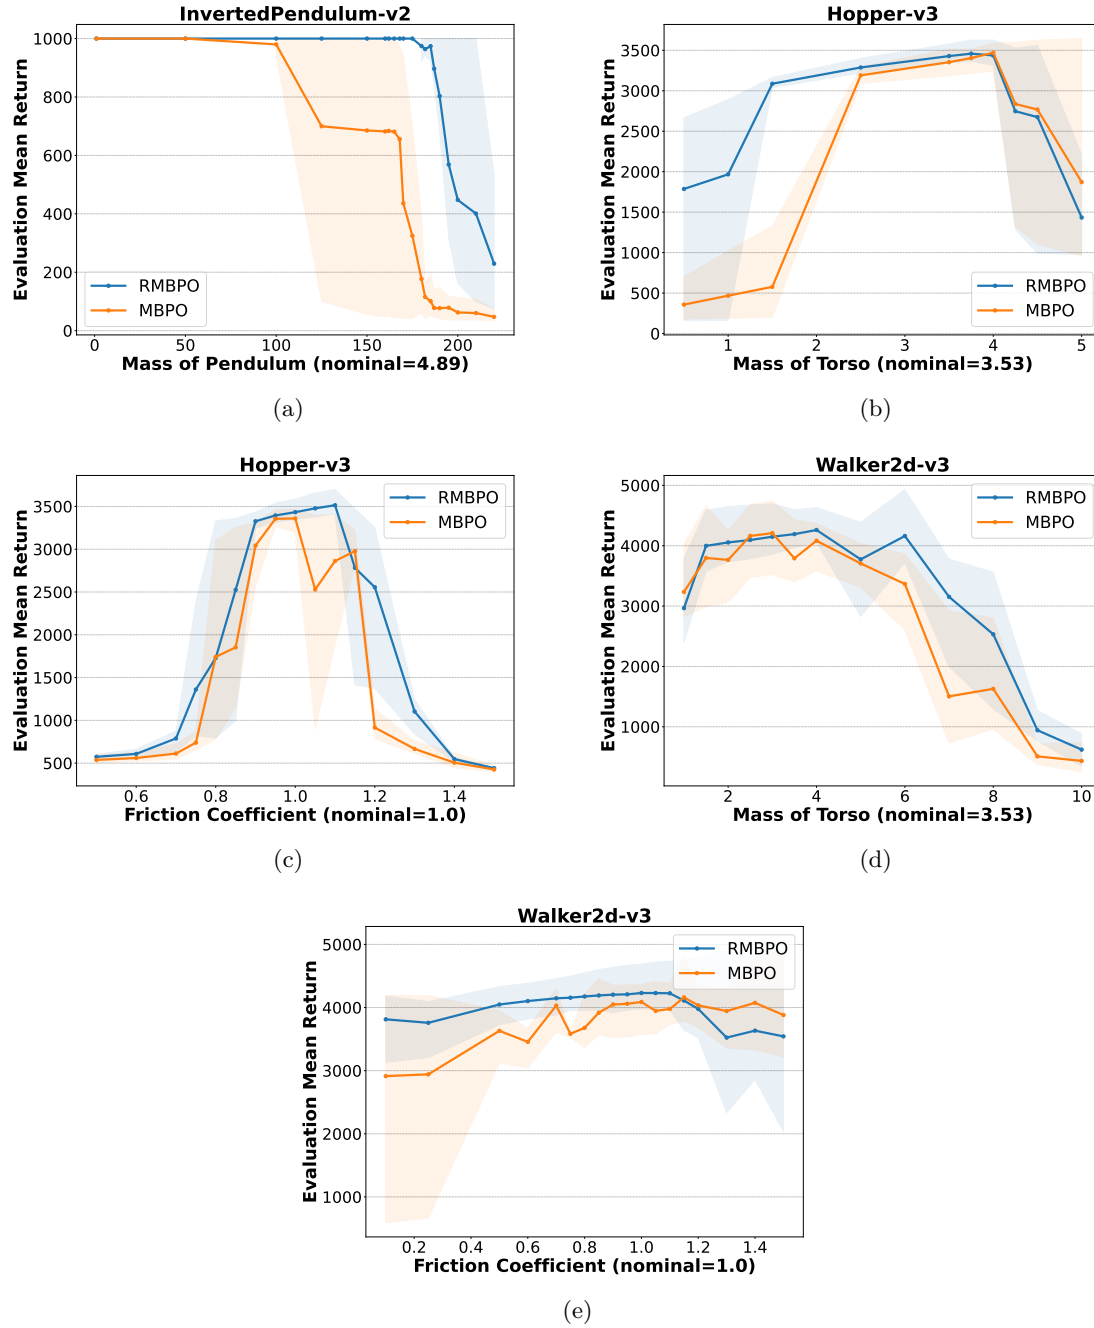 InvertedPendulum-v2
Evaluation Mean Return
1000
800
600
400
200
0
RMBPO
MBPO
0 50 100 150 200
Mass of Pendulum (nominal=4.89)
(a)
Hopper-v3
Evaluation Mean Return
3500
3000
2500
2000
1500
1000
500
0
RMBPO
MBPO
1 2 3 4 5
Mass of Torso (nominal=3.53)
(b)
Hopper-v3
Evaluation Mean Return
3500
3000
2500
2000
1500
1000
500
RMBPO
MBPO
0.6 0.8 1.0 1.2 1.4
Friction Coefficient (nominal=1.0)
(c)
Walker2d-v3
Evaluation Mean Return
5000
4000
3000
2000
1000
RMBPO
MBPO
2 4 6 8 10
Mass of Torso (nominal=3.53)
(d)
Walker2d-v3
Evaluation Mean Return
5000
4000
3000
2000
1000
RMBPO
MBPO
0.2 0.4 0.6 0.8 1.0 1.2 1.4
Friction Coefficient (nominal=1.0)
(e)